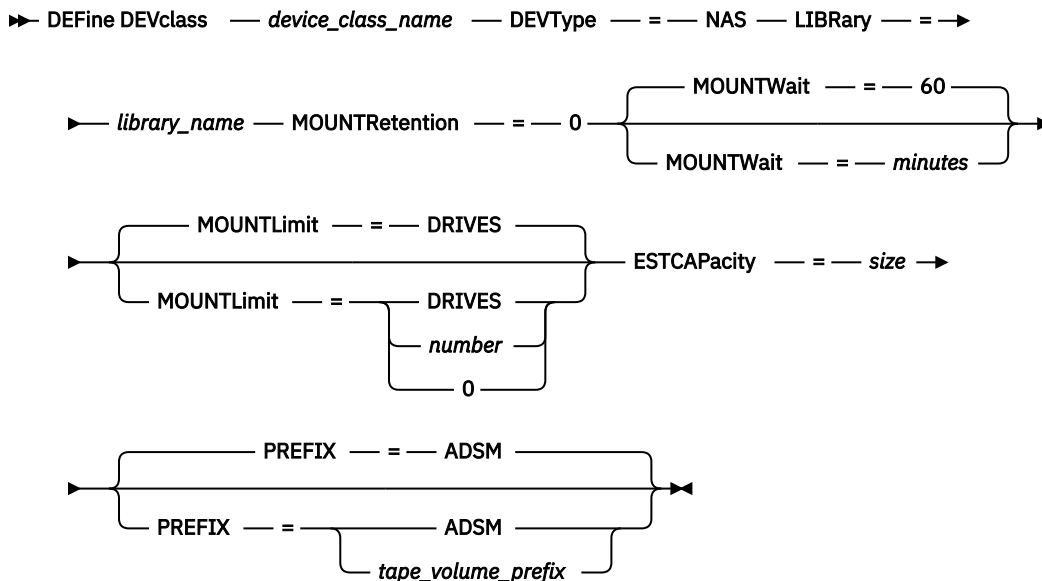 DEFine DEVclass device_class_name DEVType = NAS LIBRary =
MOUNTWait = 60
library_name MOUNTRetention = 0
MOUNTWait = minutes
MOUNTLimit = DRIVES
ESTCAPacity = size
MOUNTLimit = DRIVES
number
0
PREFIX = ADSM
PREFIX = ADSM
tape_volume_prefix